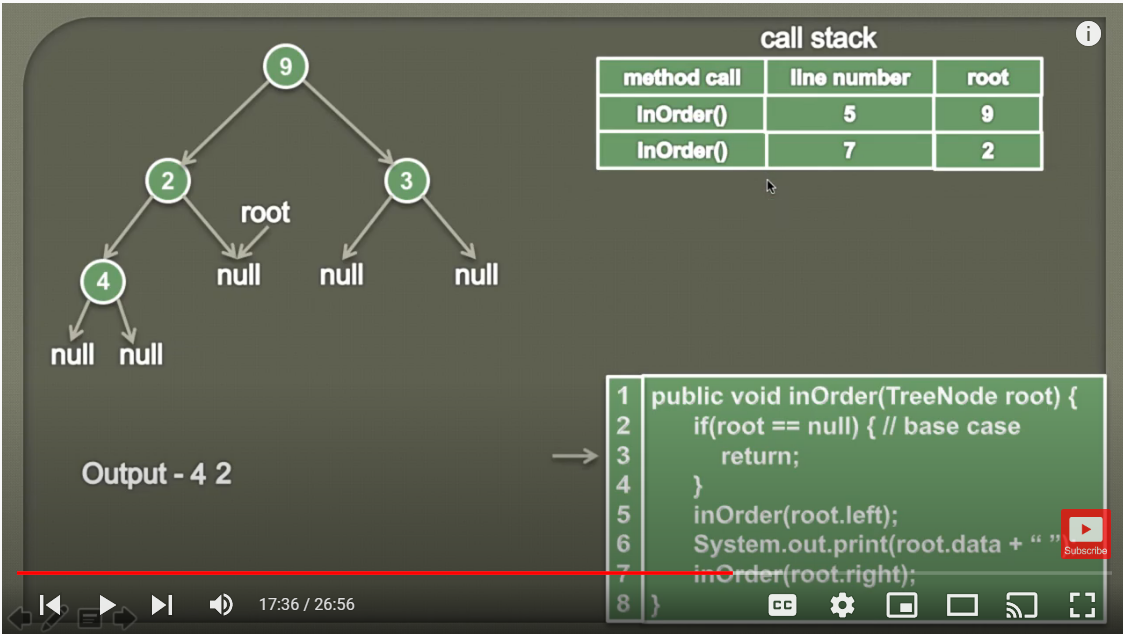 call stack
method call line number root
InOrder() 5 9
InOrder() 7 2
9
2 3
root
4 null null null
null null
Output - 4 2
1 public void inOrder(TreeNode root) {
2 if(root == null) { // base case
3 return;
4 }
5 inOrder(root.left);
6 System.out.print(root.data + “ ”)
7 inOrder(root.right);
8 }
Subscribe
17:36 / 26:56
CC